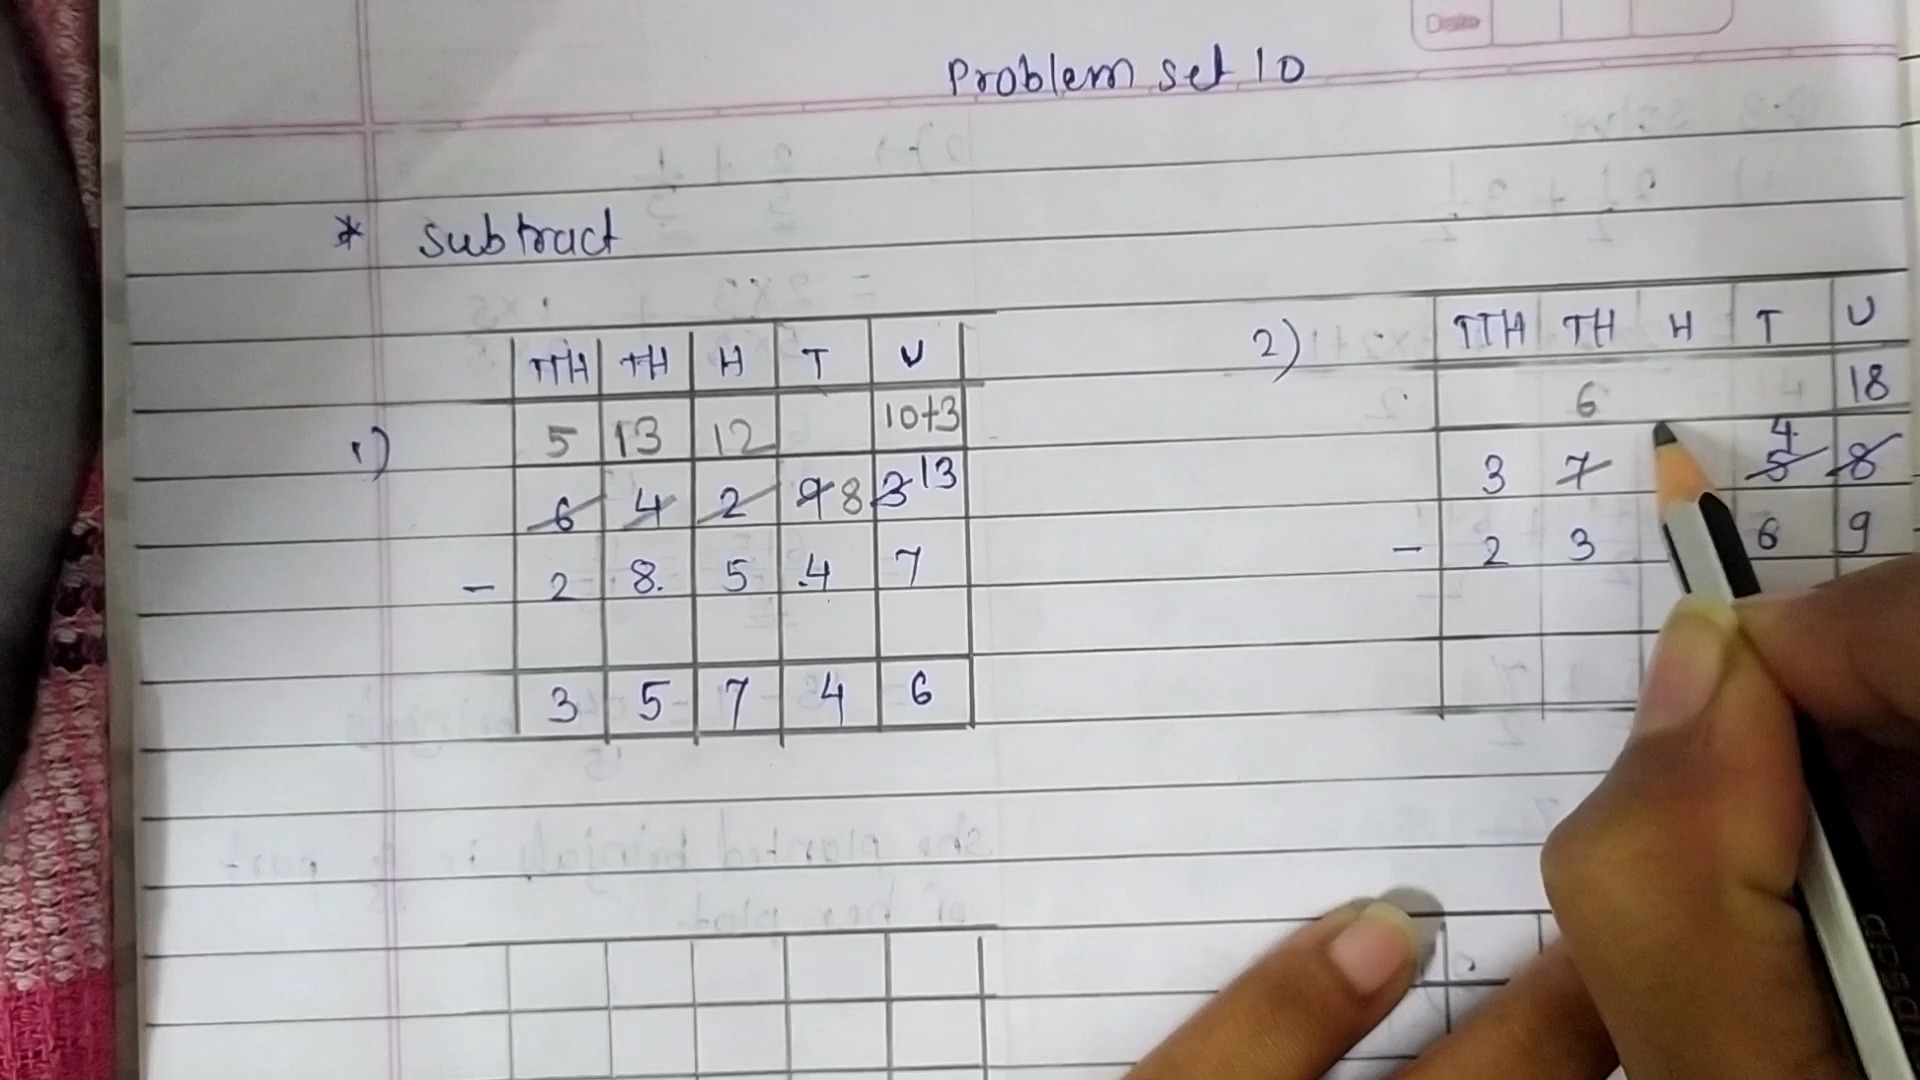 Date
Problem set 10
* Subtract
1)
TTH TH H T U
5 13 12 10+3
6 4 2 9 8 3 13
- 2 8. 5 .4 7
3 5 7 4 6
2)
TTH TH H T U
6 18
4
3 7 5 8
- 2 3 6 9